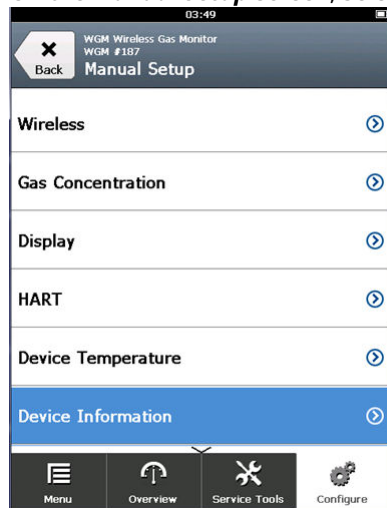 03:49
WGM Wireless Gas Monitor
WGM #187
Back
Manual Setup
Wireless
Gas Concentration
Display
HART
Device Temperature
Device Information
Menu
Overview
Service Tools
Configure